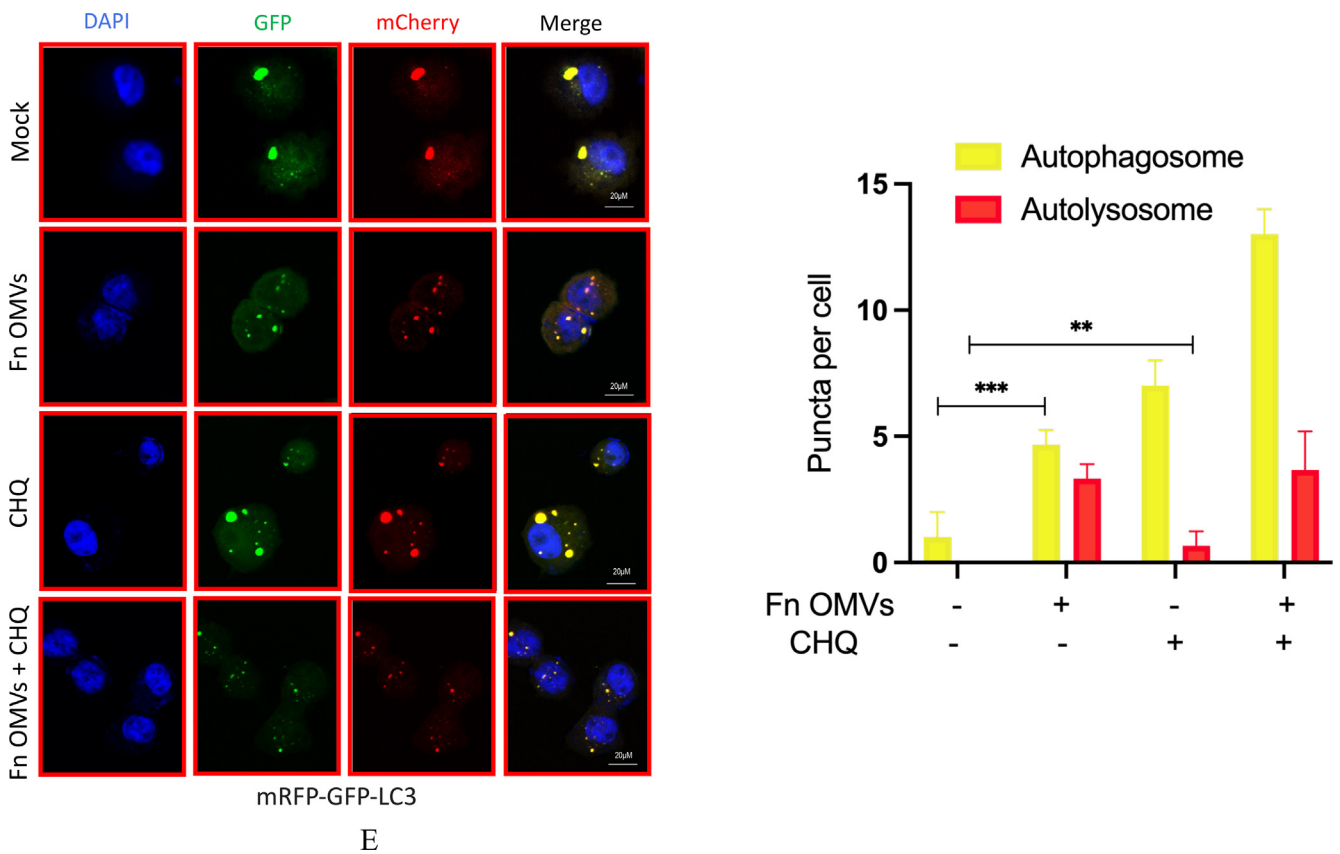 DAPI GFP mCherry Merge
Mock
20μM
Fn OMVs
20μM
CHQ
20μM
Fn OMVs + CHQ
20μM
mRFP-GFP-LC3
E
Autophagosome
Autolysosome
Puncta per cell
15
10
5
0
**
***
Fn OMVs - + - +
CHQ - - + +